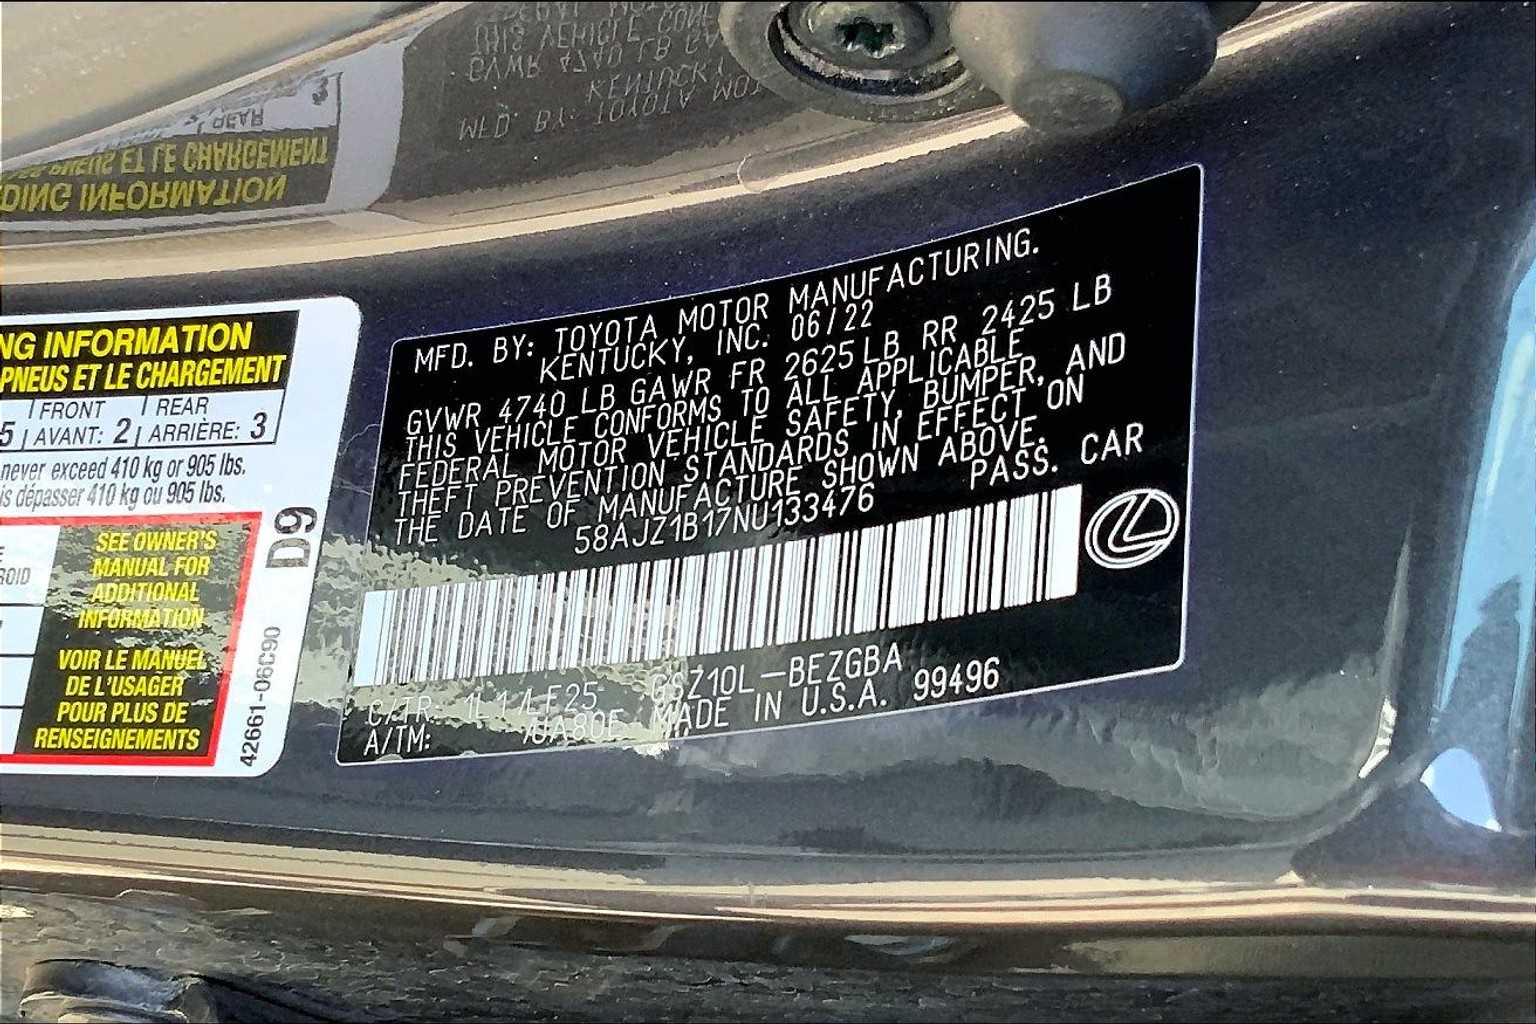 NG INFORMATION
PNEUS ET LE CHARGEMENT
FRONT REAR
5 AVANT: 2 ARRIÈRE: 3
never exceed 410 kg or 905 lbs.
is dépasser 410 kg ou 905 lbs.
SEE OWNER'S
MANUAL FOR
ADDITIONAL
INFORMATION
VOIR LE MANUEL
DE L'USAGER
POUR PLUS DE
RENSEIGNEMENTS
D9
42661-06C90
MFD. BY: TOYOTA MOTOR MANUFACTURING.
KENTUCKY, INC. 06/22
GVWR 4740 LB GAWR FR 2625 LB RR 2425 LB
THIS VEHICLE CONFORMS TO ALL APPLICABLE
FEDERAL MOTOR VEHICLE SAFETY, BUMPER, AND
THEFT PREVENTION STANDARDS IN EFFECT ON
THE DATE OF MANUFACTURE SHOWN ABOVE.
58AJZ1B17NU133476 PASS. CAR
C/TR: 1L1/LF25 GSZ10L-BEZGBA
A/TM: /UA80E MADE IN U.S.A. 99496